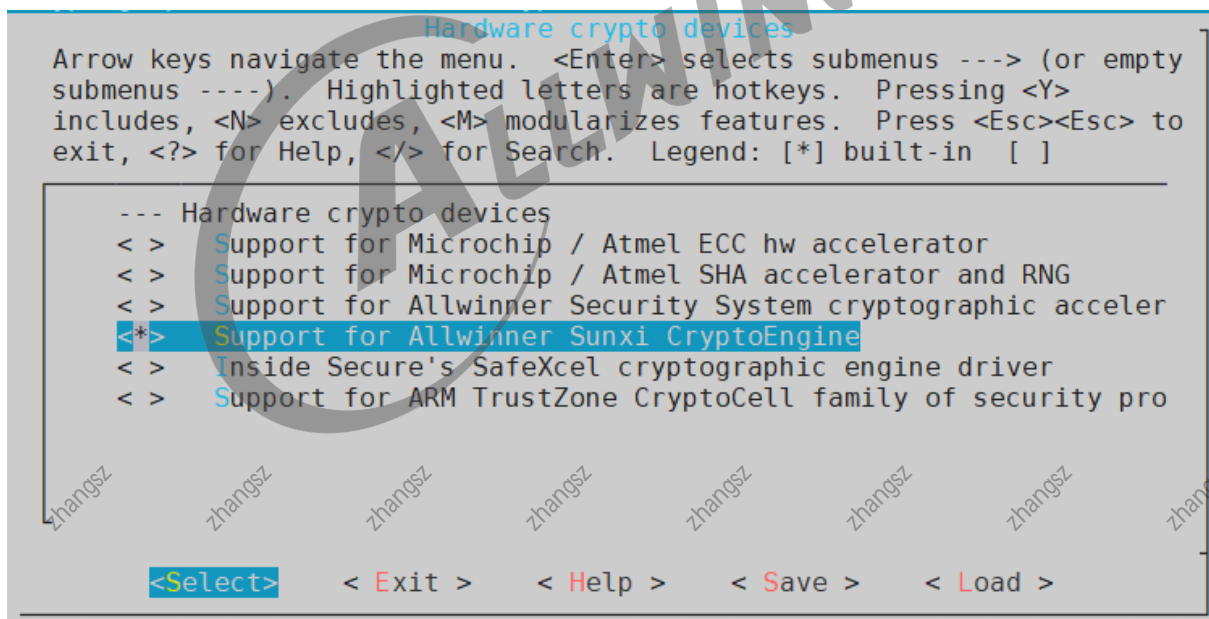 Hardware crypto devices
Arrow keys navigate the menu.  <Enter> selects submenus ---> (or empty
submenus ----).  Highlighted letters are hotkeys.  Pressing <Y>
includes, <N> excludes, <M> modularizes features.  Press <Esc><Esc> to
exit, <?> for Help, </> for Search.  Legend: [*] built-in  [ ]
--- Hardware crypto devices
< >   Support for Microchip / Atmel ECC hw accelerator
< >   Support for Microchip / Atmel SHA accelerator and RNG
< >   Support for Allwinner Security System cryptographic acceler
<*>   Support for Allwinner Sunxi CryptoEngine
< >   Inside Secure's SafeXcel cryptographic engine driver
< >   Support for ARM TrustZone CryptoCell family of security pro
zhangsz zhangsz zhangsz zhangsz zhangsz zhangsz zhangsz zhang
<Select>    < Exit >    < Help >    < Save >    < Load >
ALLWIN